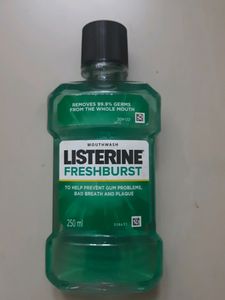 REMOVES 99.9% GERMS
FROM THE WHOLE MOUTH
MOUTHWASH
LISTERINE
FRESHBURST
TO HELP PREVENT GUM PROBLEMS,
BAD BREATH AND PLAQUE
250 ml